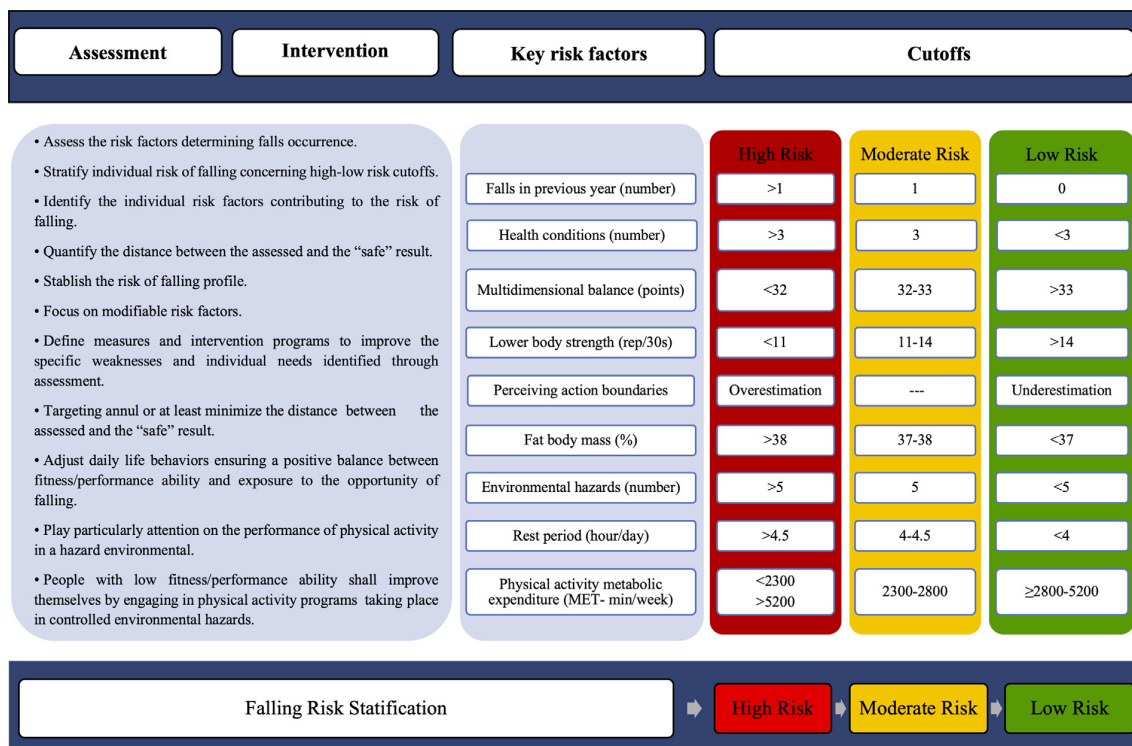 Assessment
Intervention
Key risk factors
Cutoffs
• Assess the risk factors determining falls occurrence.
• Stratify individual risk of falling concerning high-low risk cutoffs.
• Identify the individual risk factors contributing to the risk of
falling.
• Quantify the distance between the assessed and the “safe” result.
• Stablish the risk of falling profile.
• Focus on modifiable risk factors.
• Define measures and intervention programs to improve the
specific weaknesses and individual needs identified through
assessment.
• Targeting annul or at least minimize the distance between the
assessed and the “safe” result.
• Adjust daily life behaviors ensuring a positive balance between
fitness/performance ability and exposure to the opportunity of
falling.
• Play particularly attention on the performance of physical activity
in a hazard environmental.
• People with low fitness/performance ability shall improve
themselves by engaging in physical activity programs taking place
in controlled environmental hazards.
High Risk Moderate Risk Low Risk
Falls in previous year (number) >1 1 0
Health conditions (number) >3 3 <3
Multidimensional balance (points) <32 32-33 >33
Lower body strength (rep/30s) <11 11-14 >14
Perceiving action boundaries Overestimation --- Underestimation
Fat body mass (%) >38 37-38 <37
Environmental hazards (number) >5 5 <5
Rest period (hour/day) >4.5 4-4.5 <4
Physical activity metabolic
expenditure (MET- min/week)
<2300
>5200
2300-2800
≥2800-5200
Falling Risk Statification
High Risk
Moderate Risk
Low Risk